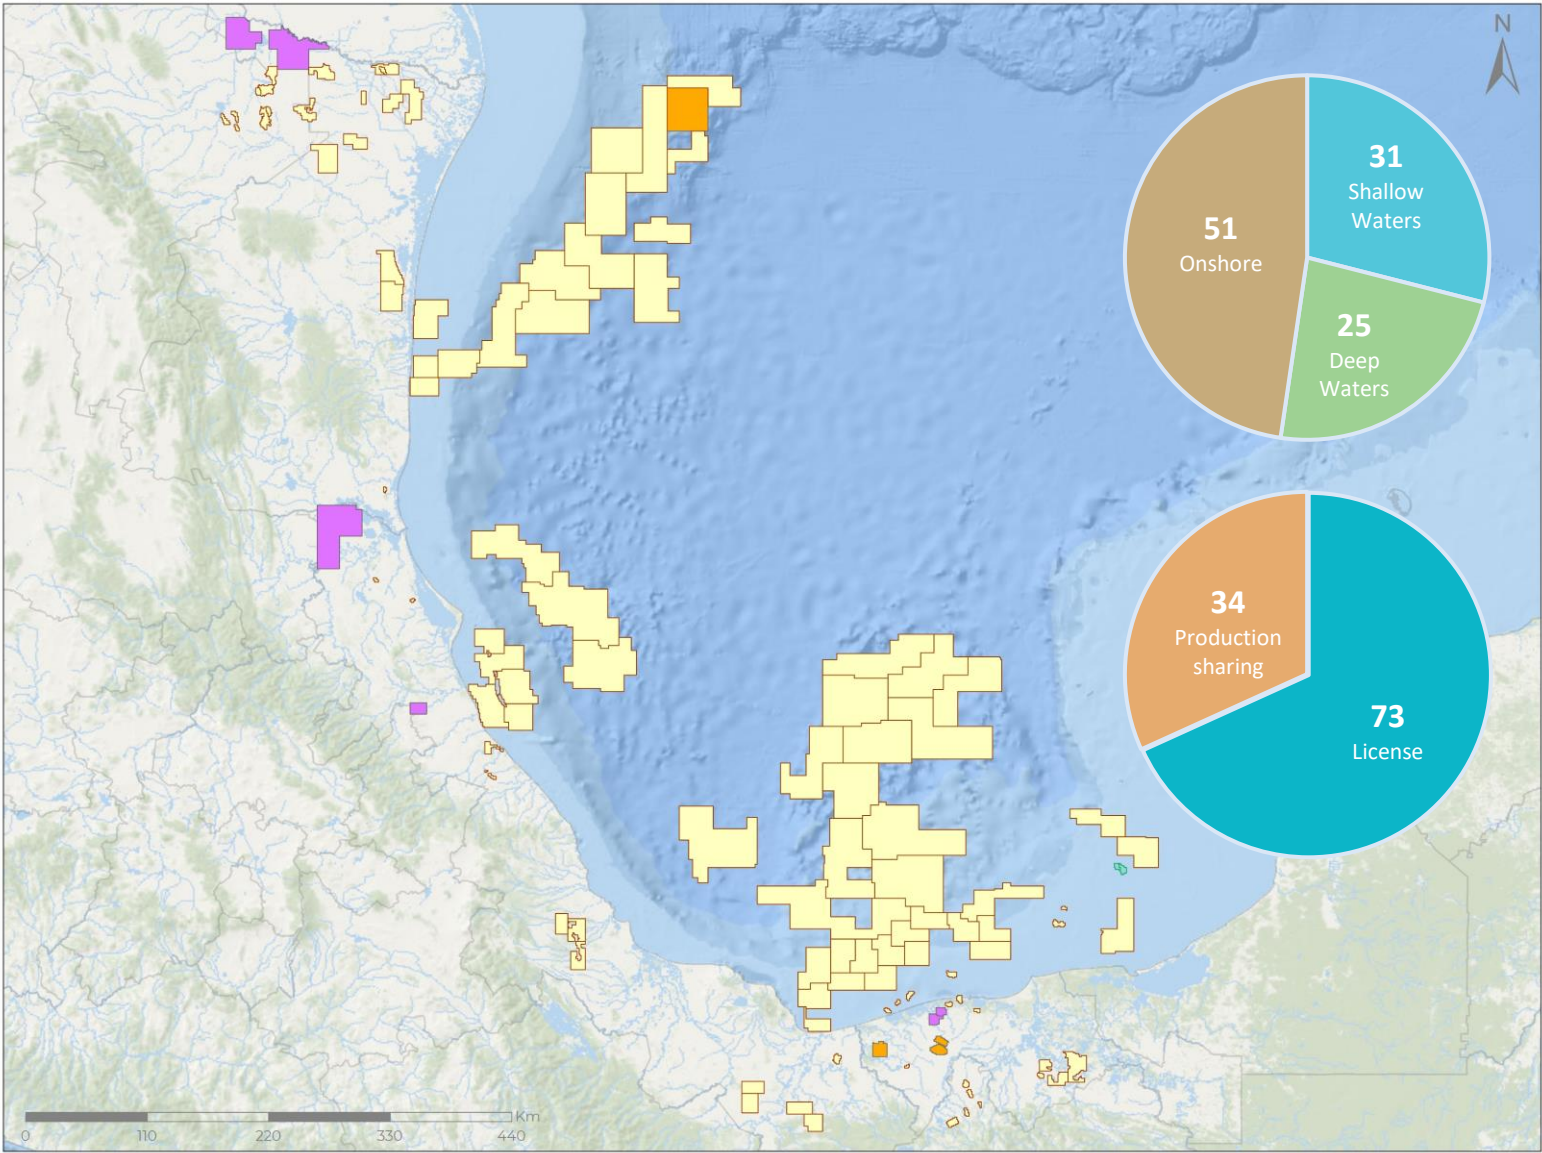 N
31
Shallow
Waters
51
Onshore
25
Deep
Waters
34
Production
sharing
73
License
Km
0 110 220 330 440